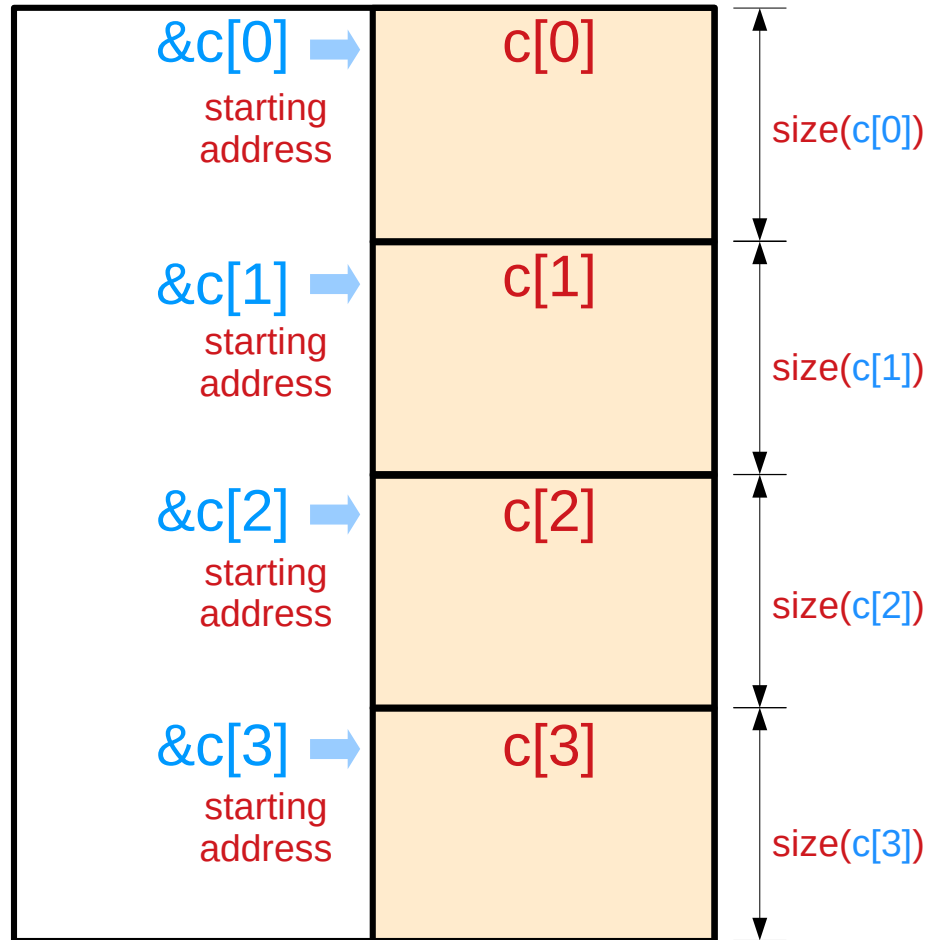 &c[0] c[0]
starting
address
size(c[0])
&c[1] c[1]
starting
address
size(c[1])
&c[2] c[2]
starting
address
size(c[2])
&c[3] c[3]
starting
address
size(c[3])